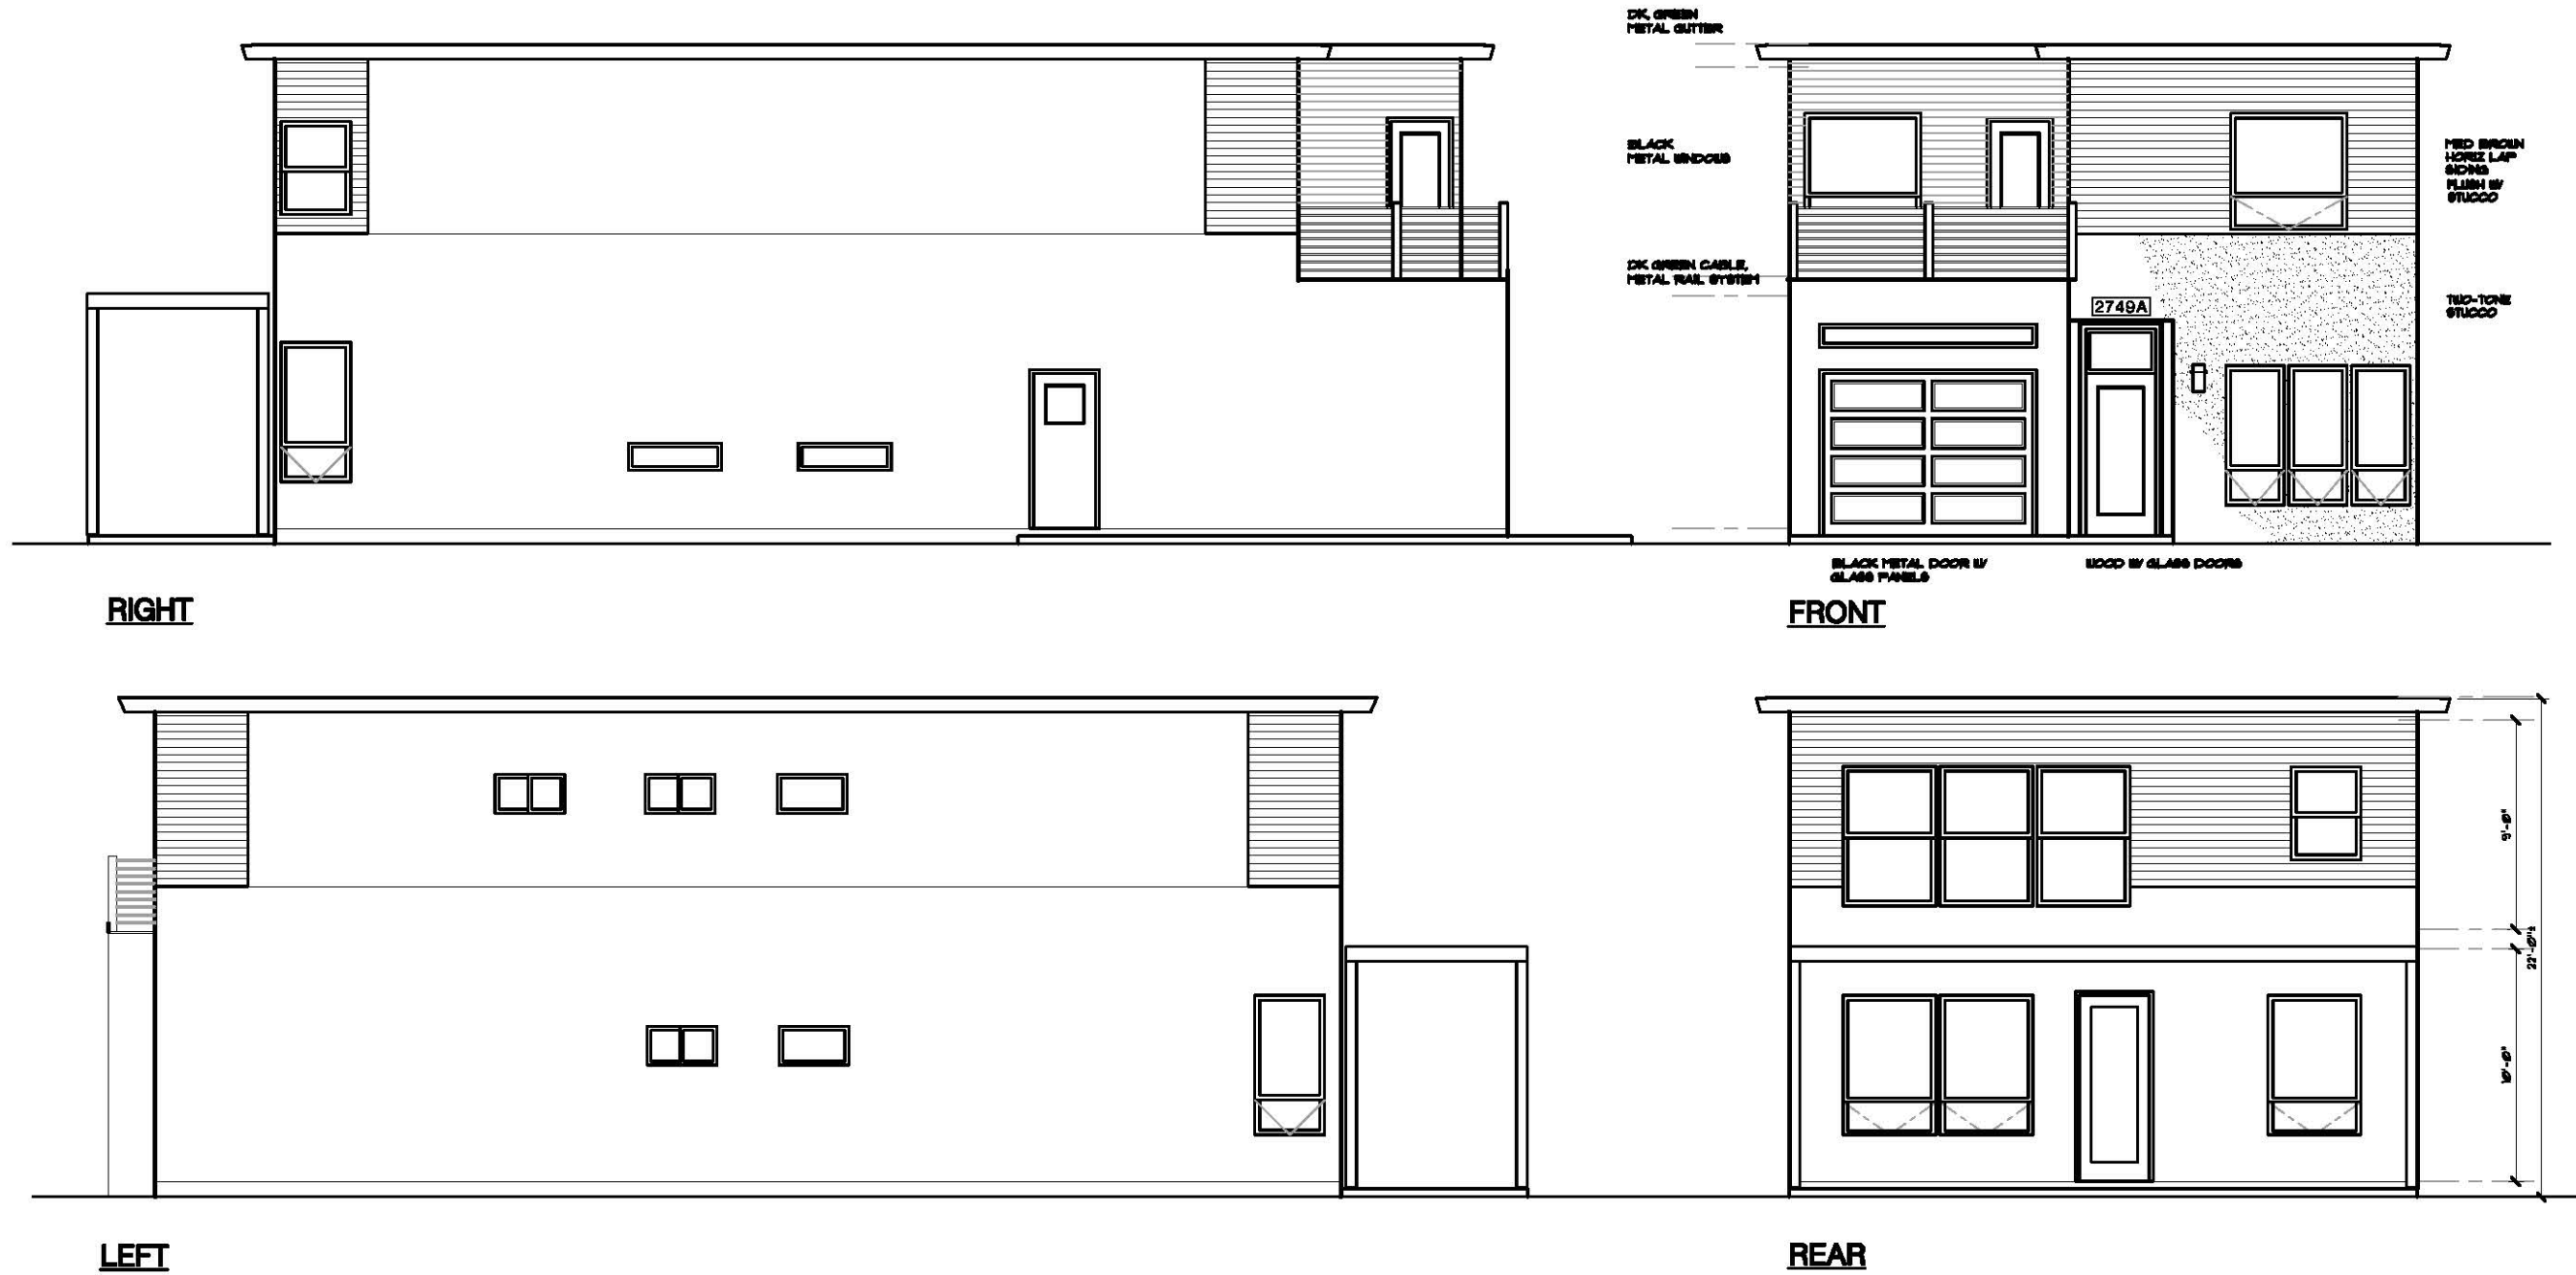 DK. GREEN
METAL GUTTER
BLACK
METAL WINDOWS
DK GREEN CABLE,
METAL RAIL SYSTEM
MED BROWN
HORIZ LAP
SIDING
FLUSH W/
STUCCO
TWO-TONE
STUCCO
2749A
BLACK METAL DOOR W/
GLASS PANELS
WOOD W/ GLASS DOORS
RIGHT
FRONT
9'-0"
22'-0"±
10'-0"
LEFT
REAR